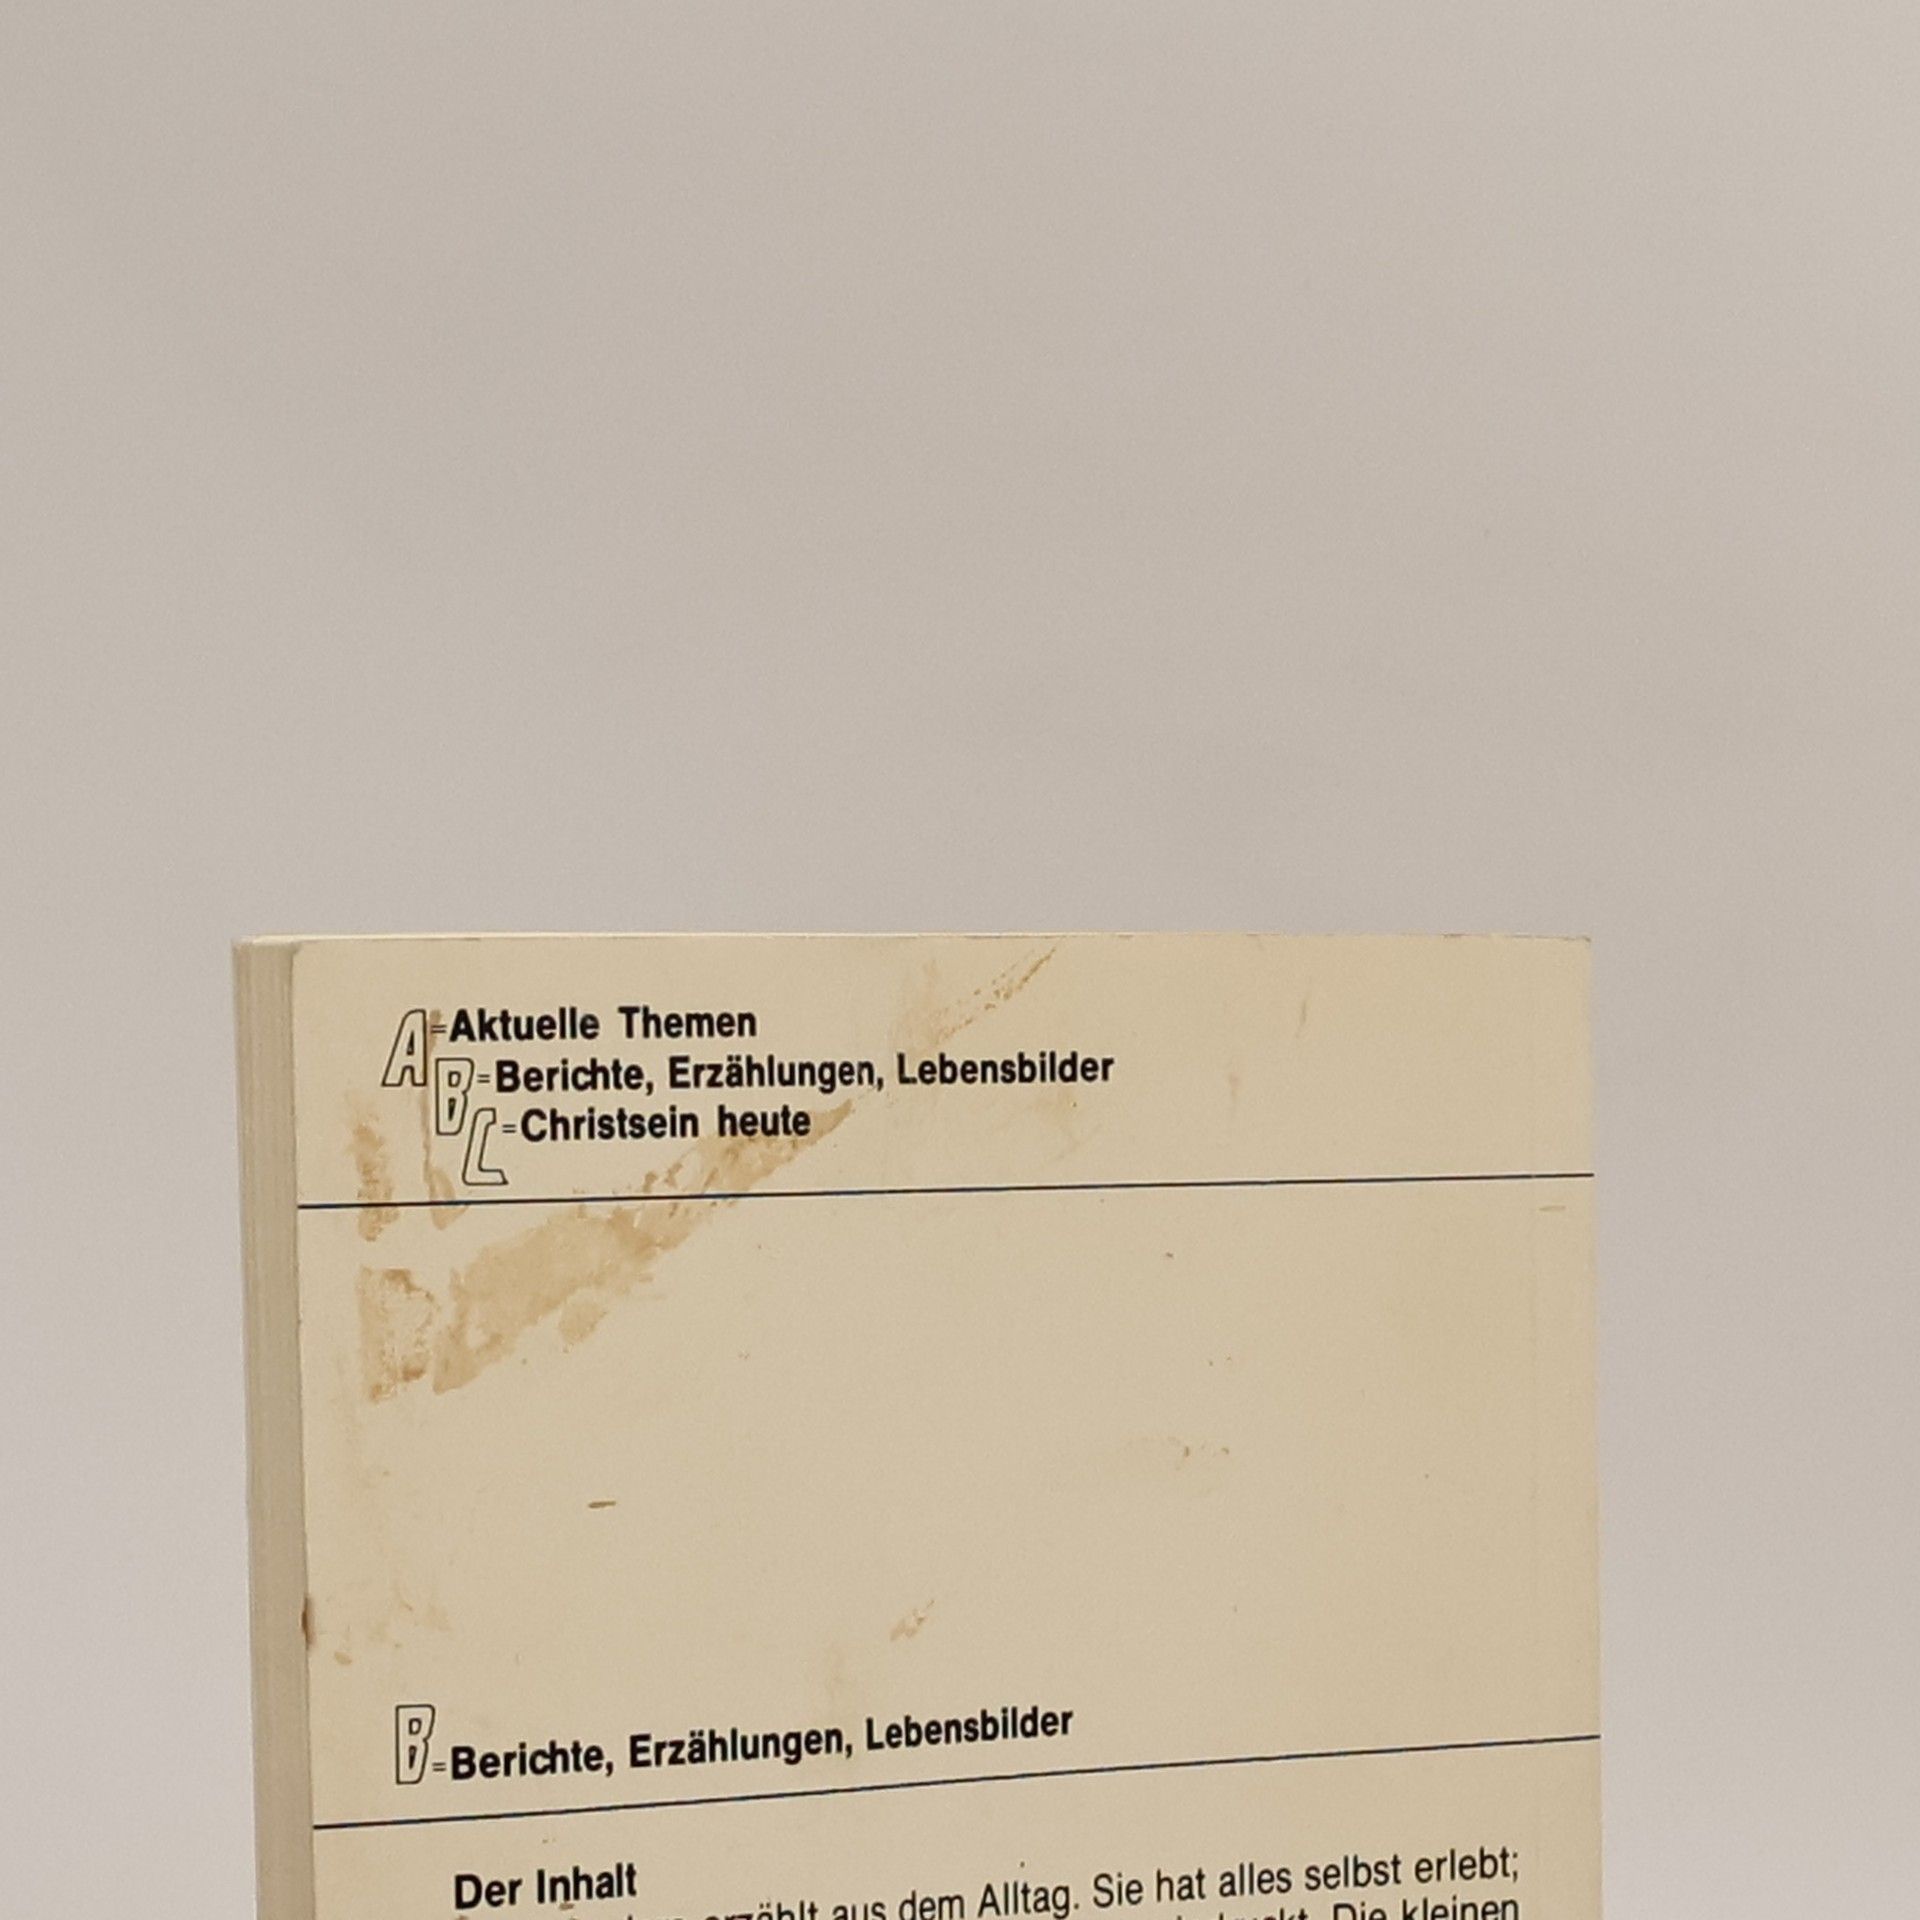 A=Aktuelle Themen
B=Berichte, Erzählungen, Lebensbilder
C=Christsein heute
B=Berichte, Erzählungen, Lebensbilder
Der Inhalt
erzählt aus dem Alltag. Sie hat alles selbst erlebt;
Die kleinen